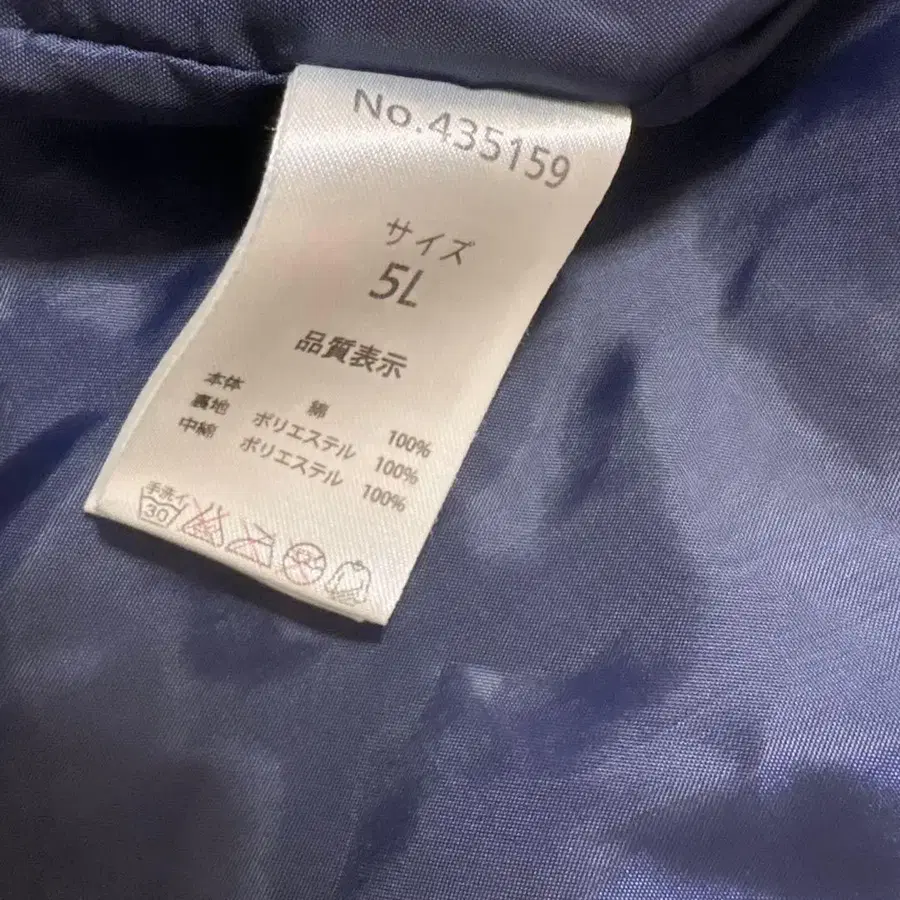 No.435159
サイズ
5L
品質表示
本体 綿 100%
裏地 ポリエステル 100%
中綿 ポリエステル 100%
手洗イ
30